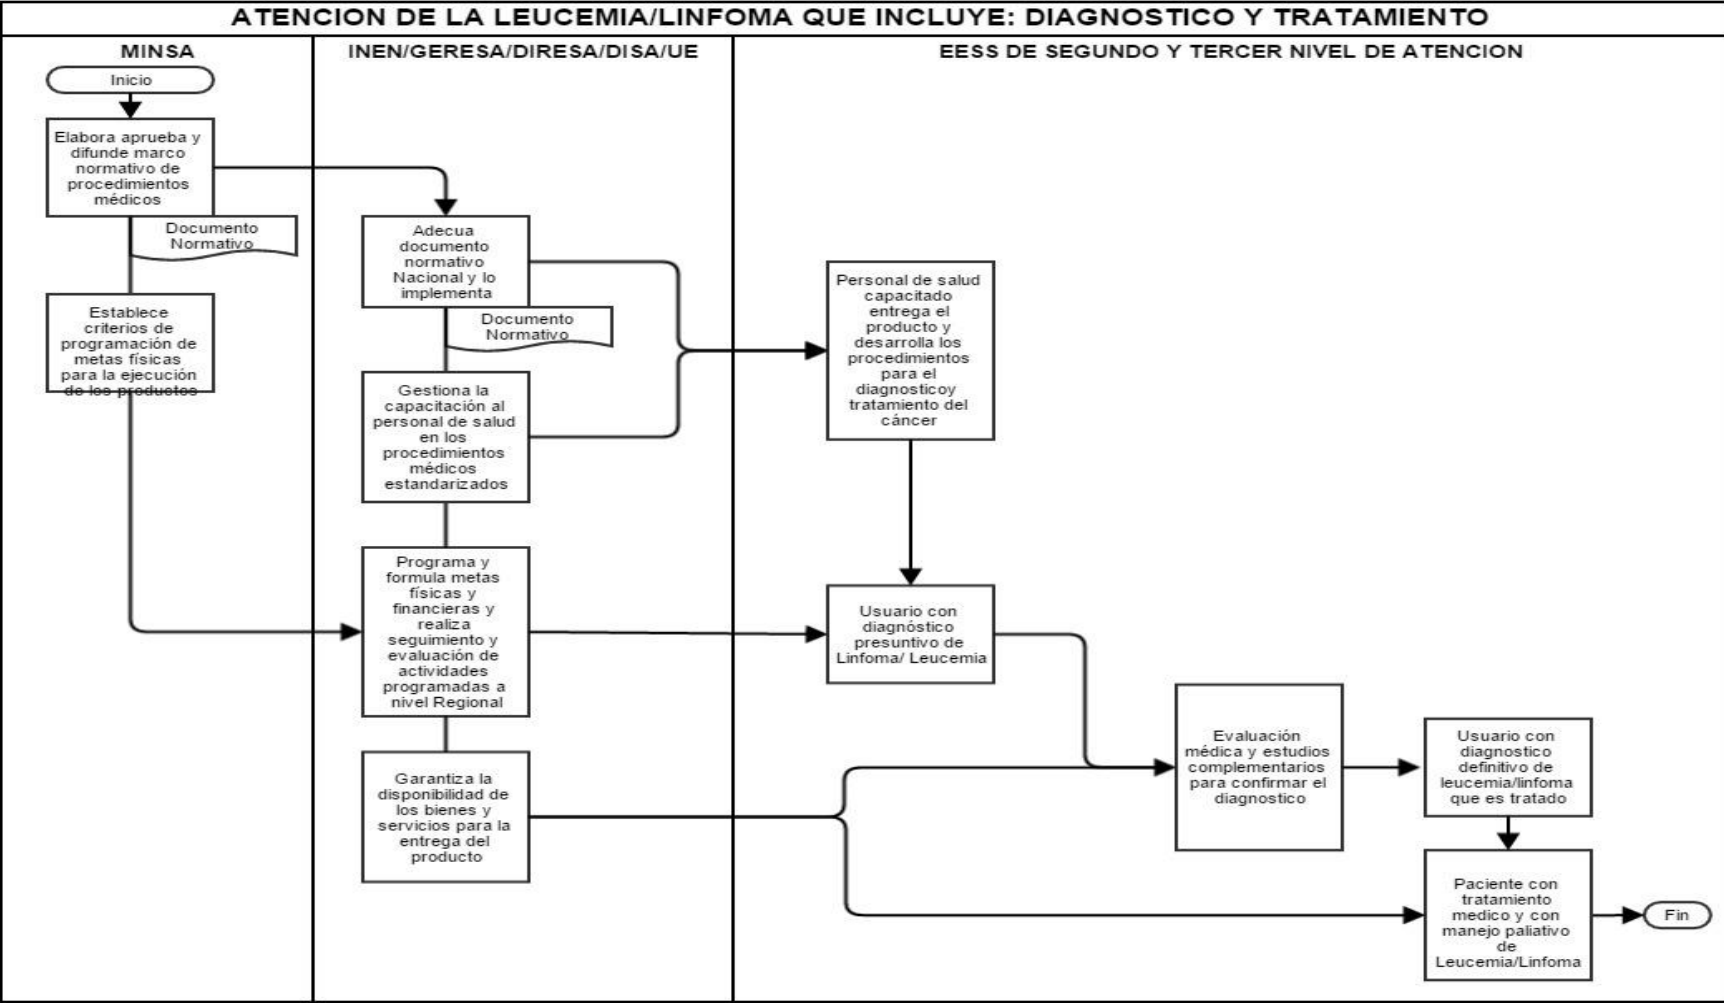 ATENCION DE LA LEUCEMIA/LINFOMA QUE INCLUYE: DIAGNOSTICO Y TRATAMIENTO
MINSA
INEN/GERESA/DIRESA/DISA/UE
EESS DE SEGUNDO Y TERCER NIVEL DE ATENCION
Inicio
Elabora aprueba y
difunde marco
normativo de
procedimientos
médicos
Documento
Normativo
Establece
criterios de
programación de
metas físicas
para la ejecución
de los productos
Adecua
documento
normativo
Nacional y lo
implementa
Documento
Normativo
Gestiona la
capacitación al
personal de salud
en los
procedimientos
médicos
estandarizados
Programa y
formula metas
físicas y
financieras y
realiza
seguimiento y
evaluación de
actividades
programadas a
nivel Regional
Garantiza la
disponibilidad de
los bienes y
servicios para la
entrega del
producto
Personal de salud
capacitado
entrega el
producto y
desarrolla los
procedimientos
para el
diagnosticoy
tratamiento del
cáncer
Usuario con
diagnóstico
presuntivo de
Linfoma/ Leucemia
Evaluación
médica y estudios
complementarios
para confirmar el
diagnostico
Usuario con
diagnostico
definitivo de
leucemia/linfoma
que es tratado
Paciente con
tratamiento
medico y con
manejo paliativo
de
Leucemia/Linfoma
Fin